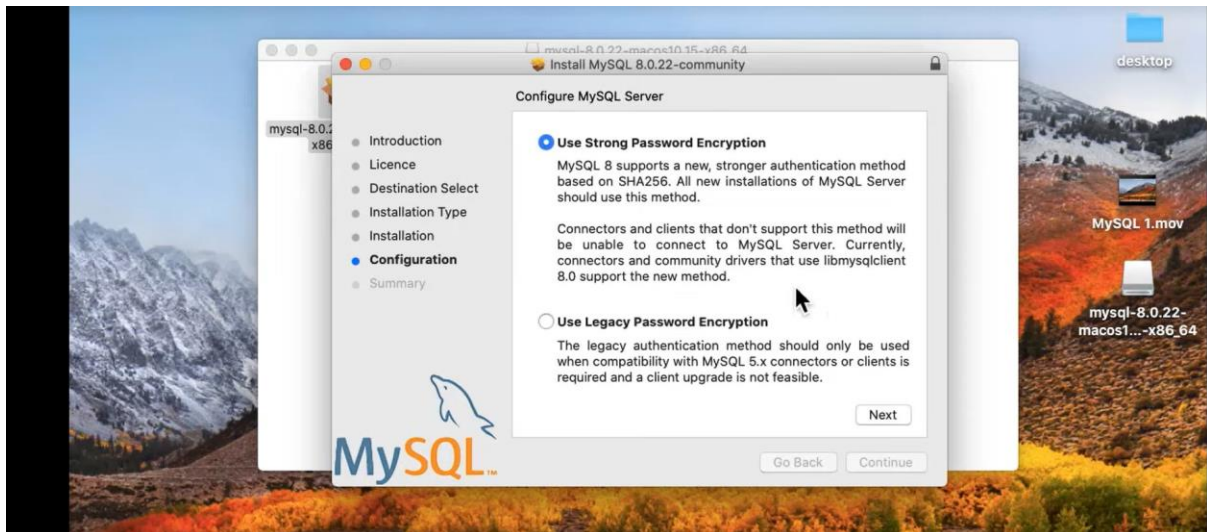 mysql-8.0.22-macos10.15-x86_64
Install MySQL 8.0.22-community
Configure MySQL Server
mysql-8.0.2
x86
Introduction
Licence
Destination Select
Installation Type
Installation
Configuration
Summary
Use Strong Password Encryption
MySQL 8 supports a new, stronger authentication method
based on SHA256. All new installations of MySQL Server
should use this method.
Connectors and clients that don't support this method will
be unable to connect to MySQL Server. Currently,
connectors and community drivers that use libmysqlclient
8.0 support the new method.
Use Legacy Password Encryption
The legacy authentication method should only be used
when compatibility with MySQL 5.x connectors or clients is
required and a client upgrade is not feasible.
Next
Go Back
Continue
MySQL™
desktop
MySQL 1.mov
mysql-8.0.22-
macos1...-x86_64